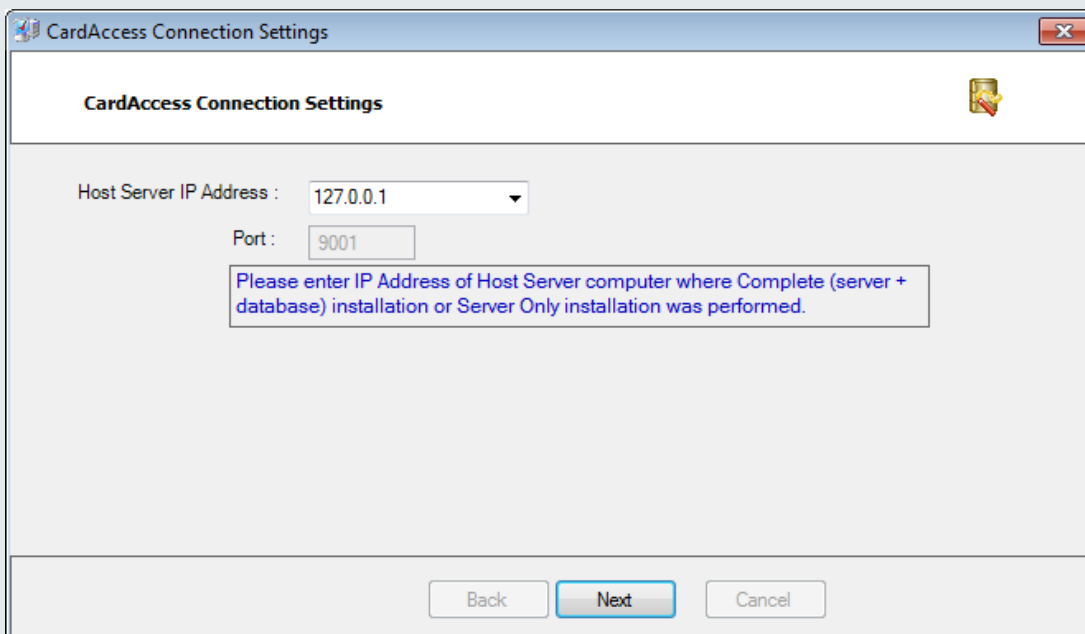 CardAccess Connection Settings
CardAccess Connection Settings
Host Server IP Address : 127.0.0.1
Port : 9001
Please enter IP Address of Host Server computer where Complete (server +
database) installation or Server Only installation was performed.
Back Next Cancel